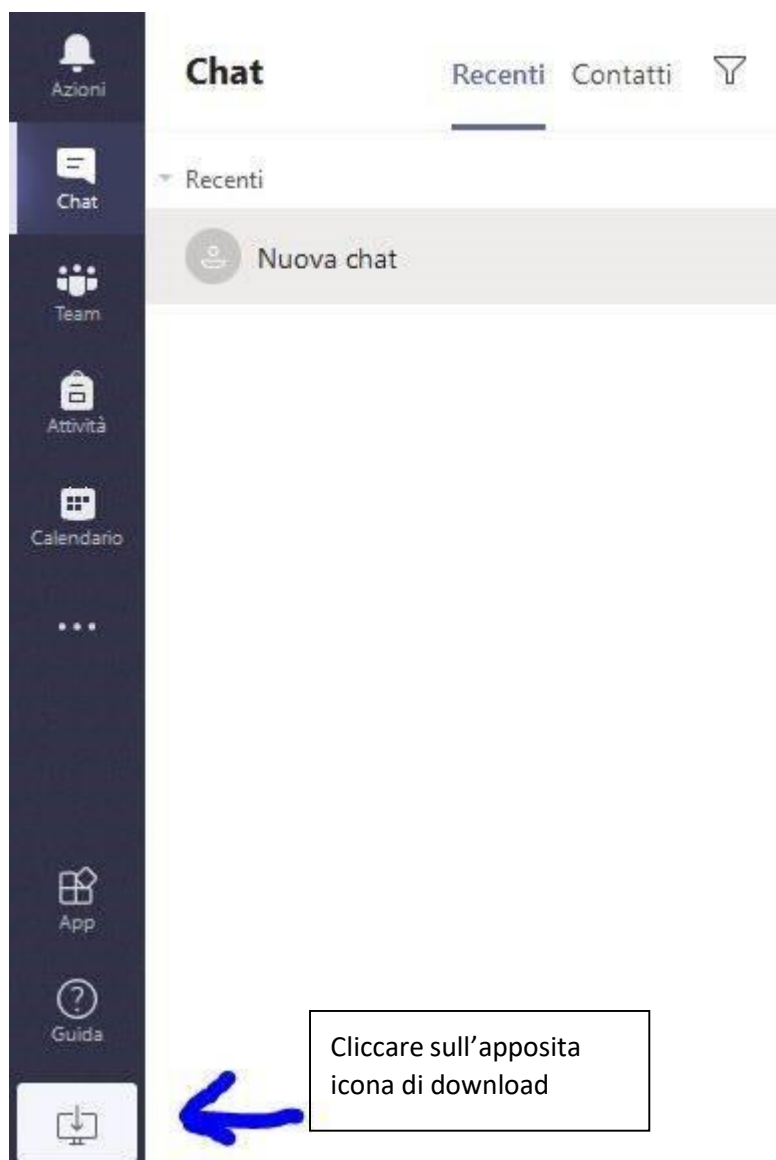 Azioni
Chat
Team
Attività
Calendario
App
Guida
Chat
Recenti Contatti
Recenti
Nuova chat
Cliccare sull’apposita
icona di download